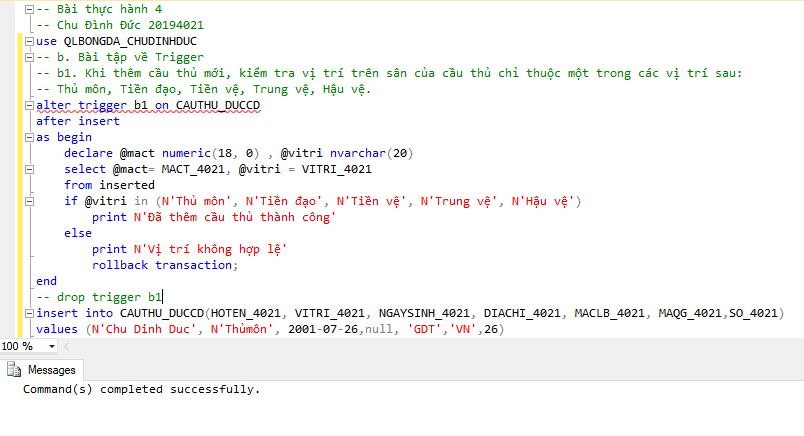 -- Bài thực hành 4
-- Chu Đình Đức 20194021
use QLBONGDA_CHUDINHDUC
-- b. Bài tập về Trigger
-- b1. Khi thêm cầu thủ mới, kiểm tra vị trí trên sân của cầu thủ chỉ thuộc một trong các vị trí sau:
-- Thủ môn, Tiền đạo, Tiền vệ, Trung vệ, Hậu vệ.
alter trigger b1 on CAUTHU_DUCCD
after insert
as begin
declare @mact numeric(18, 0) , @vitri nvarchar(20)
select @mact= MACT_4021, @vitri = VITRI_4021
from inserted
if @vitri in (N'Thủ môn', N'Tiền đạo', N'Tiền vệ', N'Trung vệ', N'Hậu vệ')
print N'Đã thêm cầu thủ thành công'
else
print N'Vị trí không hợp lệ'
rollback transaction;
end
-- drop trigger b1
insert into CAUTHU_DUCCD(HOTEN_4021, VITRI_4021, NGAYSINH_4021, DIACHI_4021, MACLB_4021, MAQG_4021,SO_4021)
values (N'Chu Dinh Duc', N'Thủmôn', 2001-07-26,null, 'GDT','VN',26)
100 %
Messages
Command(s) completed successfully.